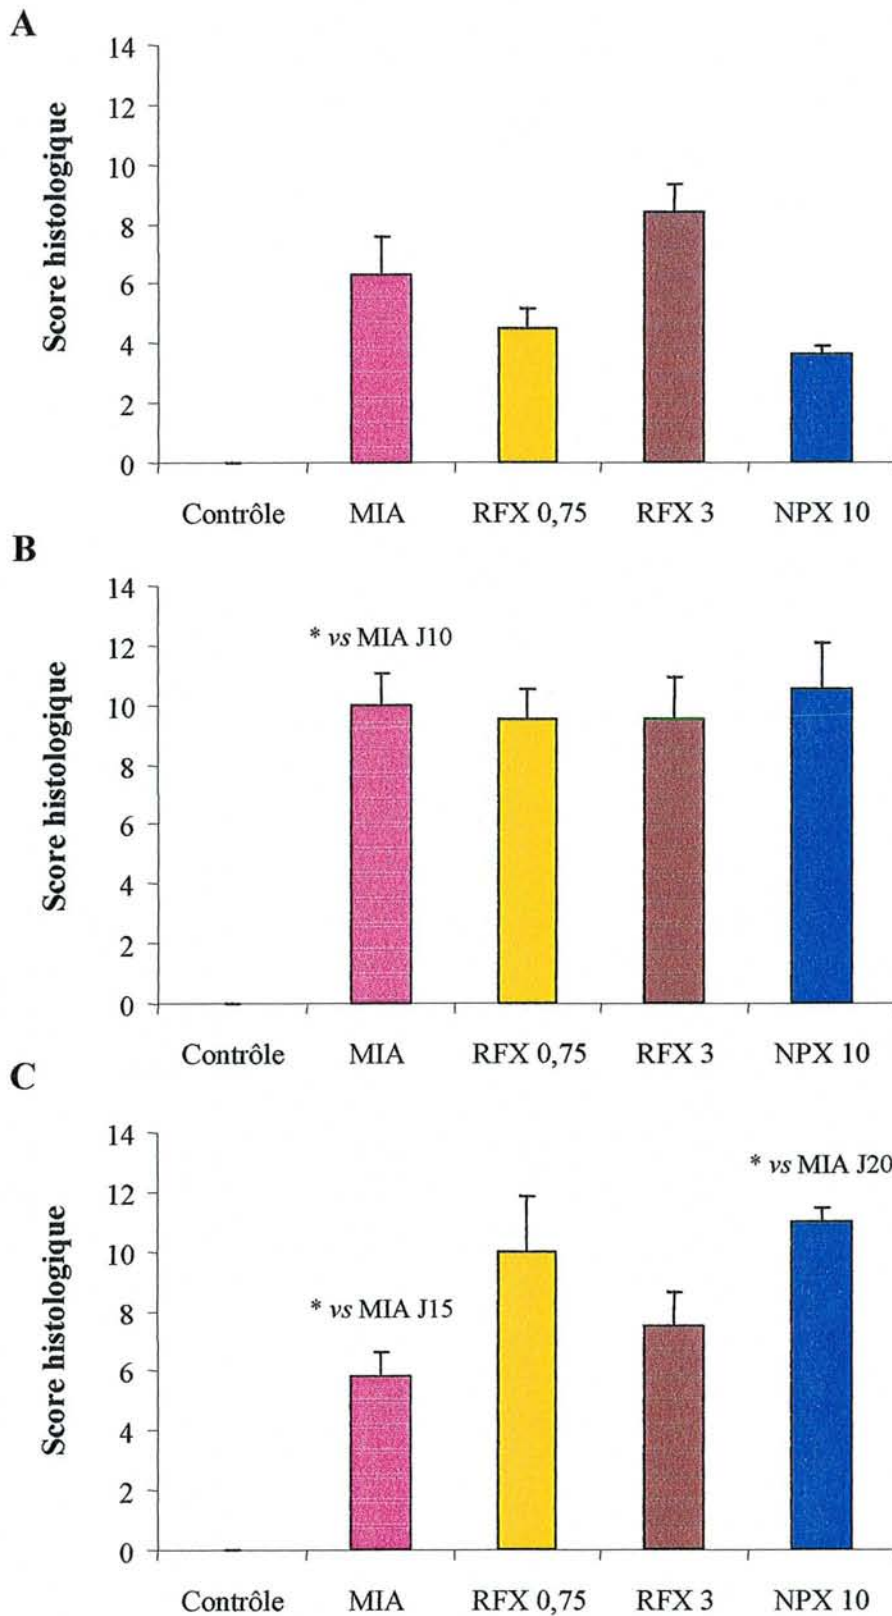 A
Score histologique
14
12
10
8
6
4
2
0
Contrôle MIA RFX 0,75 RFX 3 NPX 10
B
Score histologique
14
12
10
8
6
4
2
0
* vs MIA J10
Contrôle MIA RFX 0,75 RFX 3 NPX 10
C
Score histologique
14
12
10
8
6
4
2
0
* vs MIA J20
* vs MIA J15
Contrôle MIA RFX 0,75 RFX 3 NPX 10